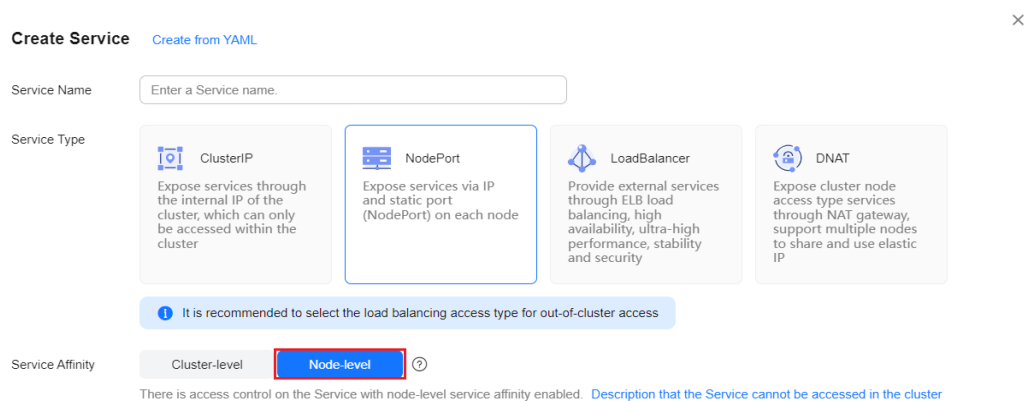 Create Service Create from YAML
Service Name Enter a Service name.
Service Type
ClusterIP
Expose services through
the internal IP of the
cluster, which can only
be accessed within the
cluster
NodePort
Expose services via IP
and static port
(NodePort) on each node
LoadBalancer
Provide external services
through ELB load
balancing, high
availability, ultra-high
performance, stability
and security
DNAT
Expose cluster node
access type services
through NAT gateway,
support multiple nodes
to share and use elastic
IP
It is recommended to select the load balancing access type for out-of-cluster access
Service Affinity Cluster-level Node-level
There is access control on the Service with node-level service affinity enabled. Description that the Service cannot be accessed in the cluster